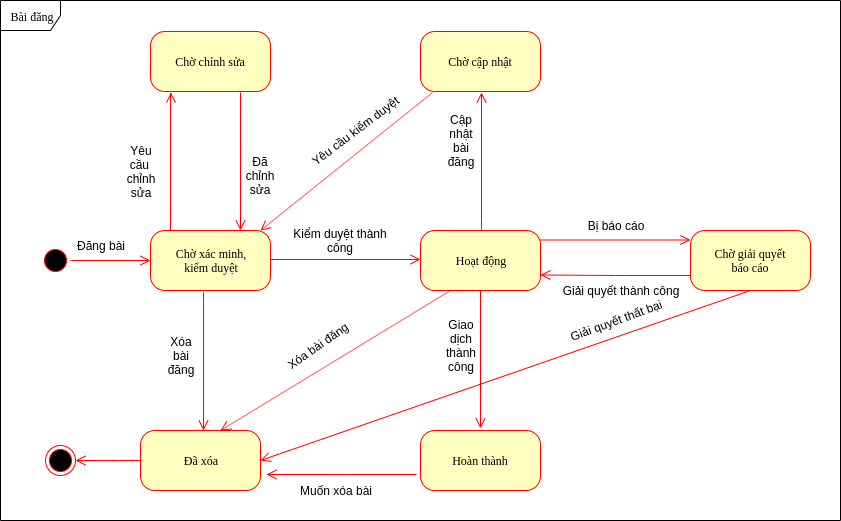 Bài đăng
Chờ chỉnh sửa
Chờ cập nhật
Yêu cầu kiểm duyệt
Yêu
cầu
chỉnh
sửa
Đã
chỉnh
sửa
Cập
nhật
bài
đăng
Đăng bài
Chờ xác minh,
kiểm duyệt
Kiểm duyệt thành
công
Hoạt động
Bị báo cáo
Chờ giải quyết
báo cáo
Giải quyết thành công
Giải quyết thất bại
Xóa
bài
đăng
Xóa bài đăng
Giao
dịch
thành
công
Đã xóa
Hoàn thành
Muốn xóa bài